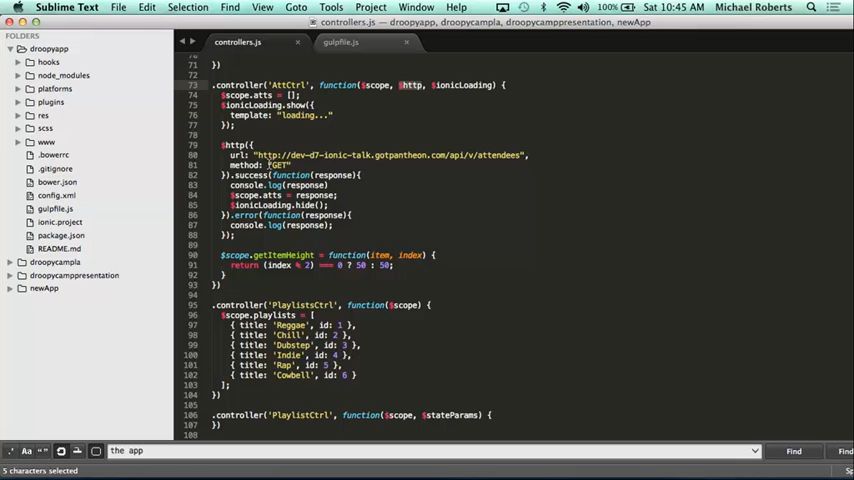 Sublime Text File Edit Selection Find View Goto Tools Project Window Help 100% Sat 10:45 AM Michael Roberts
controllers.js — droopyapp, droopycampla, droopycamppresentation, newApp
FOLDERS
droopyapp
hooks
node_modules
platforms
plugins
res
scss
www
.bowerrc
.gitignore
bower.json
config.xml
gulpfile.js
ionic.project
package.json
README.md
droopycampla
droopycamppresentation
newApp
controllers.js × gulpfile.js ×
70
71 })
72
73 .controller('AttCtrl', function($scope, $http, $ionicLoading) {
74 $scope.atts = [];
75 $ionicLoading.show({
76 template: "loading..."
77 });
78
79 $http({
80 url: "http://dev-d7-ionic-talk.gotpantheon.com/api/v/attendees",
81 method: "GET"
82 }).success(function(response){
83 console.log(response)
84 $scope.atts = response;
85 $ionicLoading.hide();
86 }).error(function(response){
87 console.log(response);
88 });
89
90 $scope.getItemHeight = function(item, index) {
91 return (index % 2) === 0 ? 50 : 50;
92 }
93 })
94
95 .controller('PlaylistsCtrl', function($scope) {
96 $scope.playlists = [
97 { title: 'Reggae', id: 1 },
98 { title: 'Chill', id: 2 },
99 { title: 'Dubstep', id: 3 },
100 { title: 'Indie', id: 4 },
101 { title: 'Rap', id: 5 },
102 { title: 'Cowbell', id: 6 }
103 ];
104 })
105
106 .controller('PlaylistCtrl', function($scope, $stateParams) {
107 })
108
.* Aa "" the app Find Find
5 characters selected